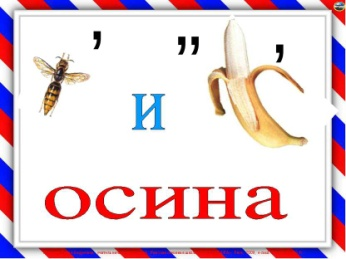 ’ ” ’
и
осина